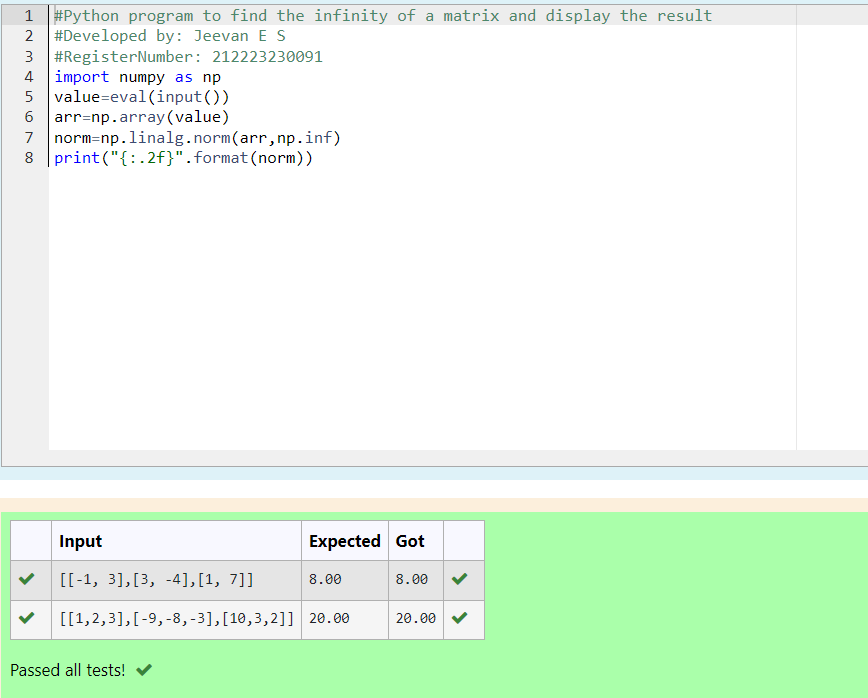 1 #Python program to find the infinity of a matrix and display the result
2 #Developed by: Jeevan E S
3 #RegisterNumber: 212223230091
4 import numpy as np
5 value=eval(input())
6 arr=np.array(value)
7 norm=np.linalg.norm(arr,np.inf)
8 print("{:.2f}".format(norm))
Input Expected Got
[[-1, 3],[3, -4],[1, 7]] 8.00 8.00
[[1,2,3],[-9,-8,-3],[10,3,2]] 20.00 20.00
Passed all tests!